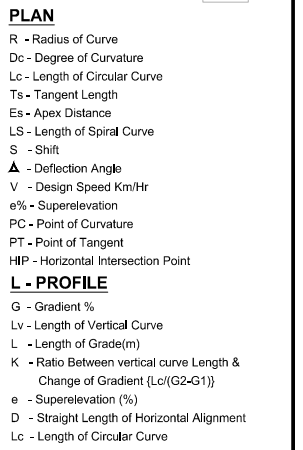 PLAN
R - Radius of Curve
Dc - Degree of Curvature
Lc - Length of Circular Curve
Ts - Tangent Length
Es - Apex Distance
LS - Length of Spiral Curve
S - Shift
Δ - Deflection Angle
V - Design Speed Km/Hr
e% - Superelevation
PC - Point of Curvature
PT - Point of Tangent
HIP - Horizontal Intersection Point
L - PROFILE
G - Gradient %
Lv - Length of Vertical Curve
L - Length of Grade(m)
K - Ratio Between vertical curve Length &
Change of Gradient {Lc/(G2-G1)}
e - Superelevation (%)
D - Straight Length of Horizontal Alignment
Lc - Length of Circular Curve